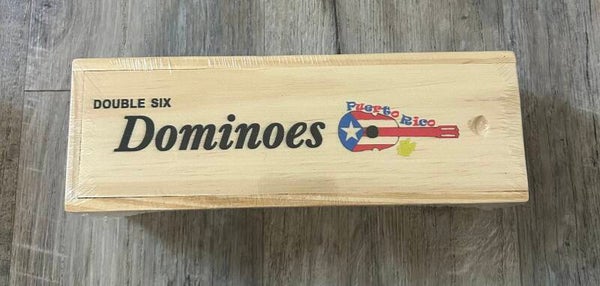 DOUBLE SIX
Dominoes
Puerto Rico